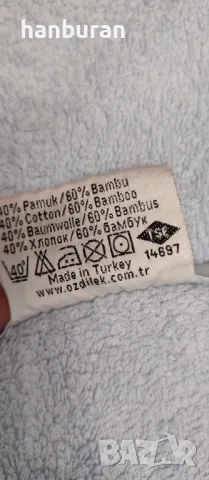 hanburan
40% Pamuk/60% Bambu
40% Cotton/60% Bamboo
40% Baumwolle/60% Bambus
40% Хлопок/60% бамбук
40°
TSE
14697
Made in Turkey
www.ozdilek.com.tr
BAZAR